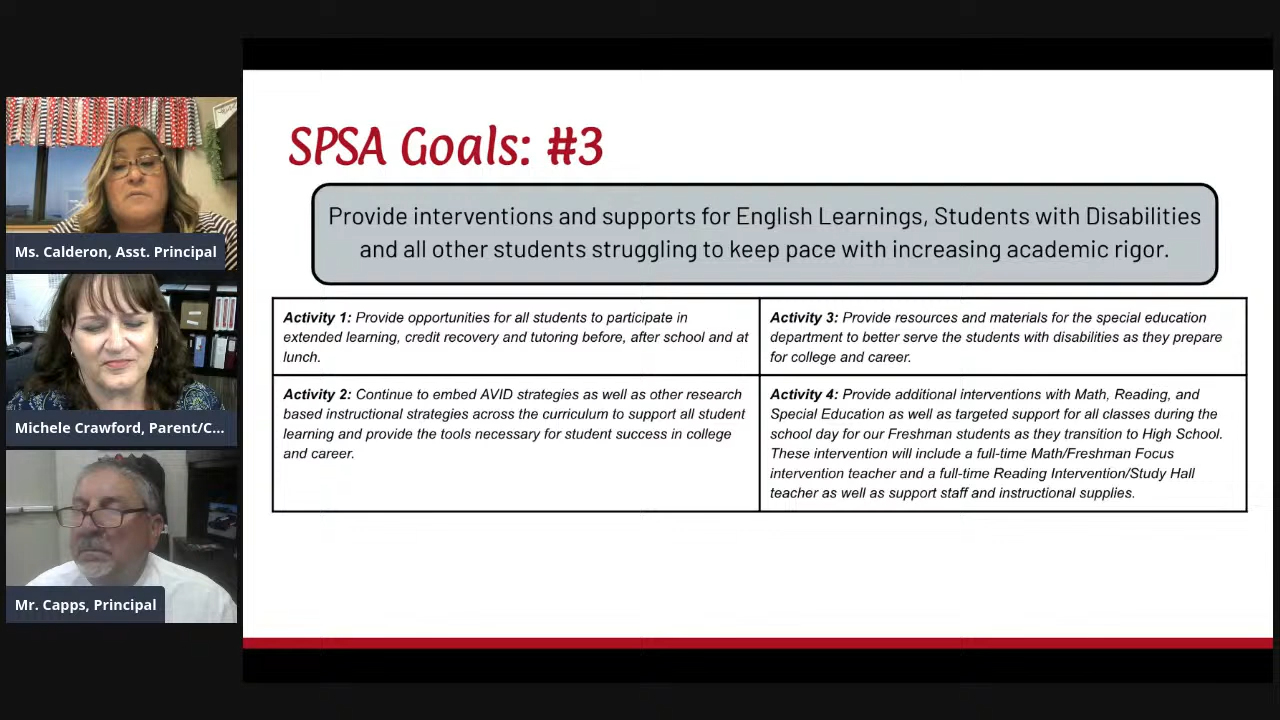 SPSA Goals: #3
Provide interventions and supports for English Learnings, Students with Disabilities
and all other students struggling to keep pace with increasing academic rigor.
Activity 1: Provide opportunities for all students to participate in
extended learning, credit recovery and tutoring before, after school and at
lunch.
Activity 3: Provide resources and materials for the special education
department to better serve the students with disabilities as they prepare
for college and career.
Activity 2: Continue to embed AVID strategies as well as other research
based instructional strategies across the curriculum to support all student
learning and provide the tools necessary for student success in college
and career.
Activity 4: Provide additional interventions with Math, Reading, and
Special Education as well as targeted support for all classes during the
school day for our Freshman students as they transition to High School.
These intervention will include a full-time Math/Freshman Focus
intervention teacher and a full-time Reading Intervention/Study Hall
teacher as well as support staff and instructional supplies.
Ms. Calderon, Asst. Principal
Michele Crawford, Parent/C...
Mr. Capps, Principal